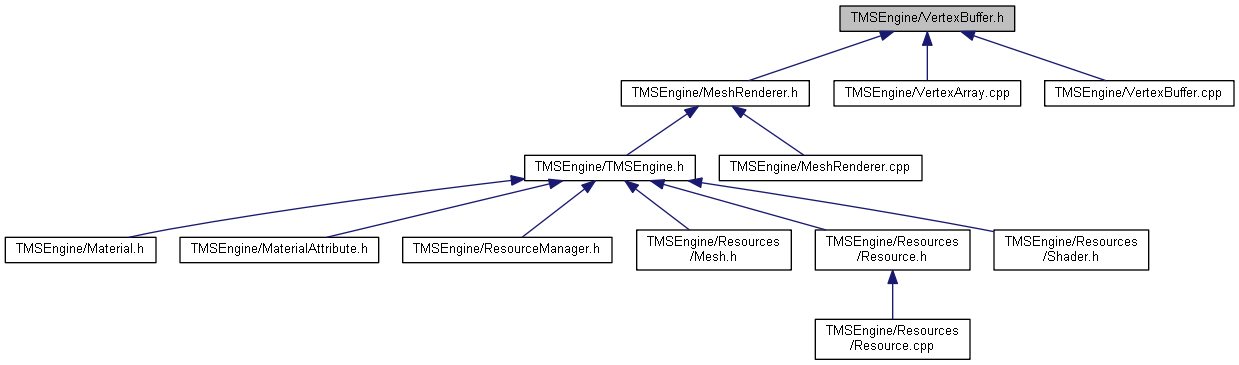 TMSEngine/VertexBuffer.h
TMSEngine/MeshRenderer.h
TMSEngine/VertexArray.cpp
TMSEngine/VertexBuffer.cpp
TMSEngine/TMSEngine.h
TMSEngine/MeshRenderer.cpp
TMSEngine/Material.h
TMSEngine/MaterialAttribute.h
TMSEngine/ResourceManager.h
TMSEngine/Resources
/Mesh.h
TMSEngine/Resources
/Resource.h
TMSEngine/Resources
/Shader.h
TMSEngine/Resources
/Resource.cpp